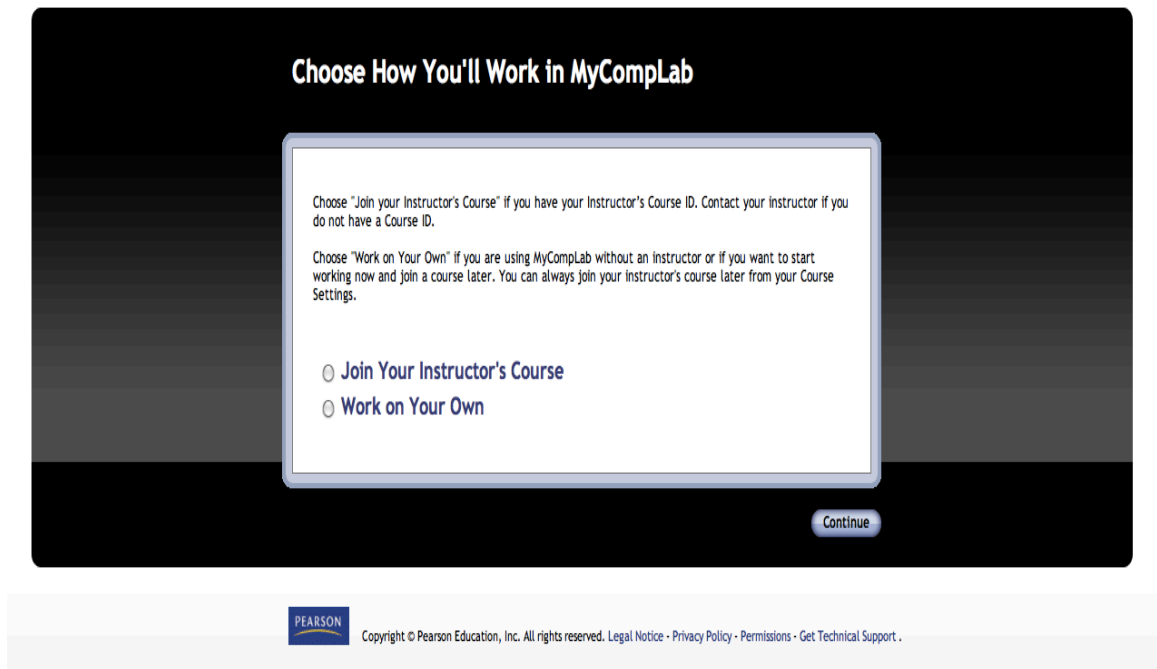 Choose How You'll Work in MyCompLab
Choose "Join your Instructor's Course" if you have your Instructor's Course ID. Contact your instructor if you
do not have a Course ID.
Choose "Work on Your Own" if you are using MyCompLab without an instructor or if you want to start
working now and join a course later. You can always join your instructor's course later from your Course
Settings.
Join Your Instructor's Course
Work on Your Own
Continue
PEARSON
Copyright © Pearson Education, Inc. All rights reserved. Legal Notice - Privacy Policy - Permissions - Get Technical Support .